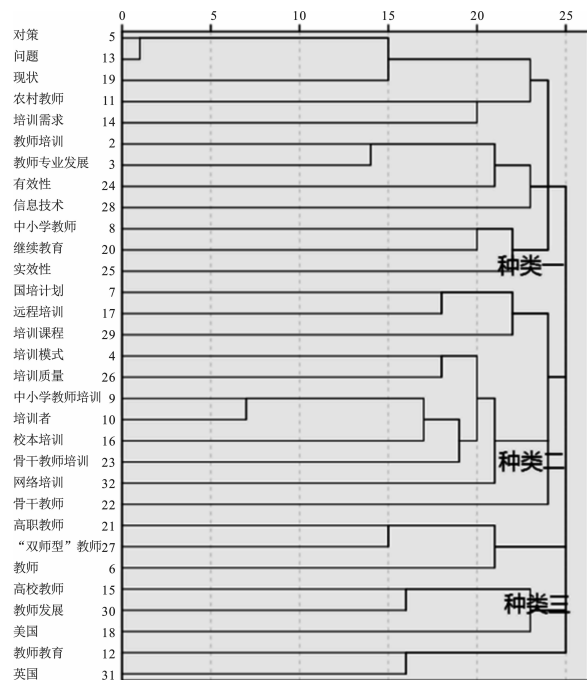 0 5 10 15 20 25
对策 5
问题 13
现状 19
农村教师 11
培训需求 14
教师培训 2
教师专业发展 3
有效性 24
信息技术 28
中小学教师 8
继续教育 20
种类一
实效性 25
国培计划 7
远程培训 17
培训课程 29
培训模式 4
培训质量 26
中小学教师培训 9
培训者 10
校本培训 16
骨干教师培训 23
种类二
网络培训 32
骨干教师 22
高职教师 21
“双师型”教师27
教师 6
高校教师 15
种类三
教师发展 30
美国 18
教师教育 12
英国 31